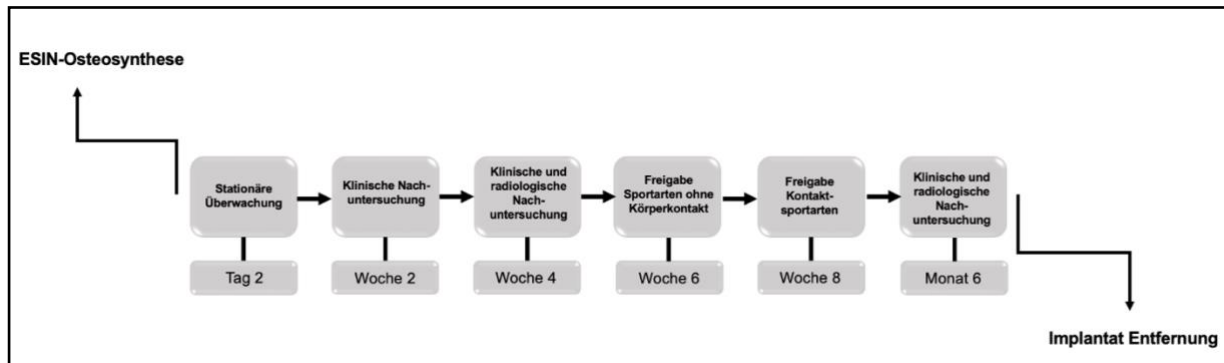 ESIN-Osteosynthese
Stationäre
Überwachung
Tag 2
Klinische Nach-
untersuchung
Woche 2
Klinische und
radiologische
Nach-
untersuchung
Woche 4
Freigabe
Sportarten ohne
Körperkontakt
Woche 6
Freigabe
Kontakt-
sportarten
Woche 8
Klinische und
radiologische
Nach-
untersuchung
Monat 6
Implantat Entfernung